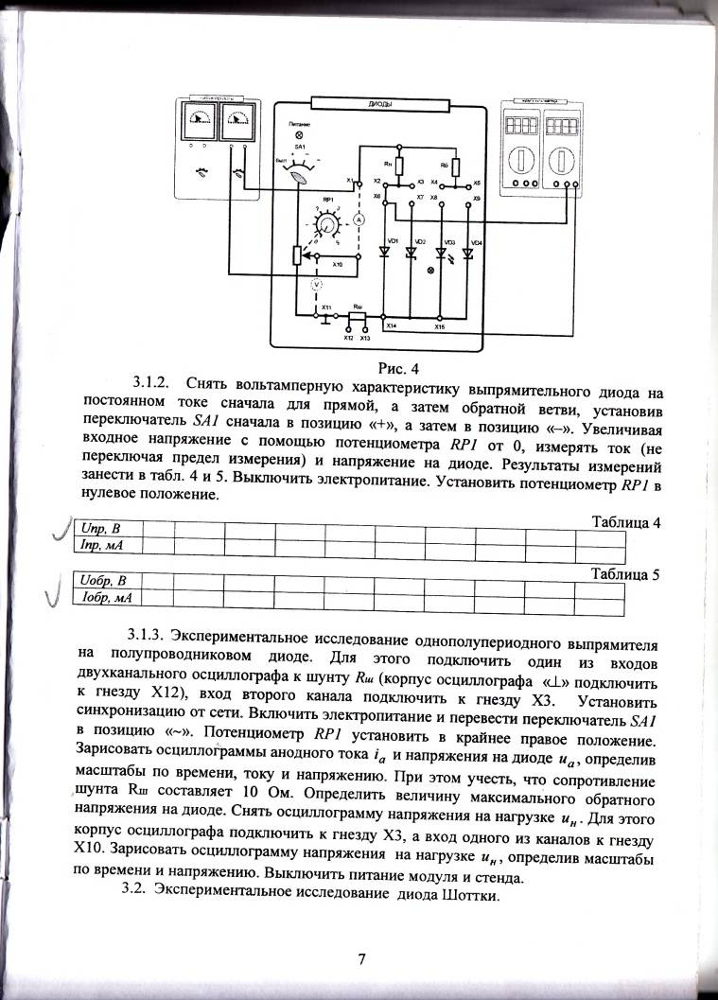 ДИОДЫ
Питание
SA1
Выкл
+
~
−
RP1
A
V
Rн
Rб
X1
X2
X3
X4
X5
X6
X7
X8
X9
VD1
VD2
VD3
VD4
X10
X11
Rш
X12
X13
X14
X15
Рис. 4
3.1.2. Снять вольтамперную характеристику выпрямительного диода на
постоянном токе сначала для прямой, а затем обратной ветви, установив
переключатель SA1 сначала в позицию «+», а затем в позицию «–». Увеличивая
входное напряжение с помощью потенциометра RP1 от 0, измерять ток (не
переключая предел измерения) и напряжение на диоде. Результаты измерений
занести в табл. 4 и 5. Выключить электропитание. Установить потенциометр RP1 в
нулевое положение.
Таблица 4
Uпр, В
Iпр, мА
Таблица 5
Uобр, В
Iобр, мА
3.1.3. Экспериментальное исследование однополупериодного выпрямителя
на полупроводниковом диоде. Для этого подключить один из входов
двухканального осциллографа к шунту Rш (корпус осциллографа «⊥» подключить
к гнезду X12), вход второго канала подключить к гнезду X3. Установить
синхронизацию от сети. Включить электропитание и перевести переключатель SA1
в позицию «~». Потенциометр RP1 установить в крайнее правое положение.
Зарисовать осциллограммы анодного тока iа и напряжения на диоде uа, определив
масштабы по времени, току и напряжению. При этом учесть, что сопротивление
шунта Rш составляет 10 Ом. Определить величину максимального обратного
напряжения на диоде. Снять осциллограмму напряжения на нагрузке uн. Для этого
корпус осциллографа подключить к гнезду X3, а вход одного из каналов к гнезду
X10. Зарисовать осциллограмму напряжения на нагрузке uн, определив масштабы
по времени и напряжению. Выключить питание модуля и стенда.
3.2. Экспериментальное исследование диода Шоттки.
7